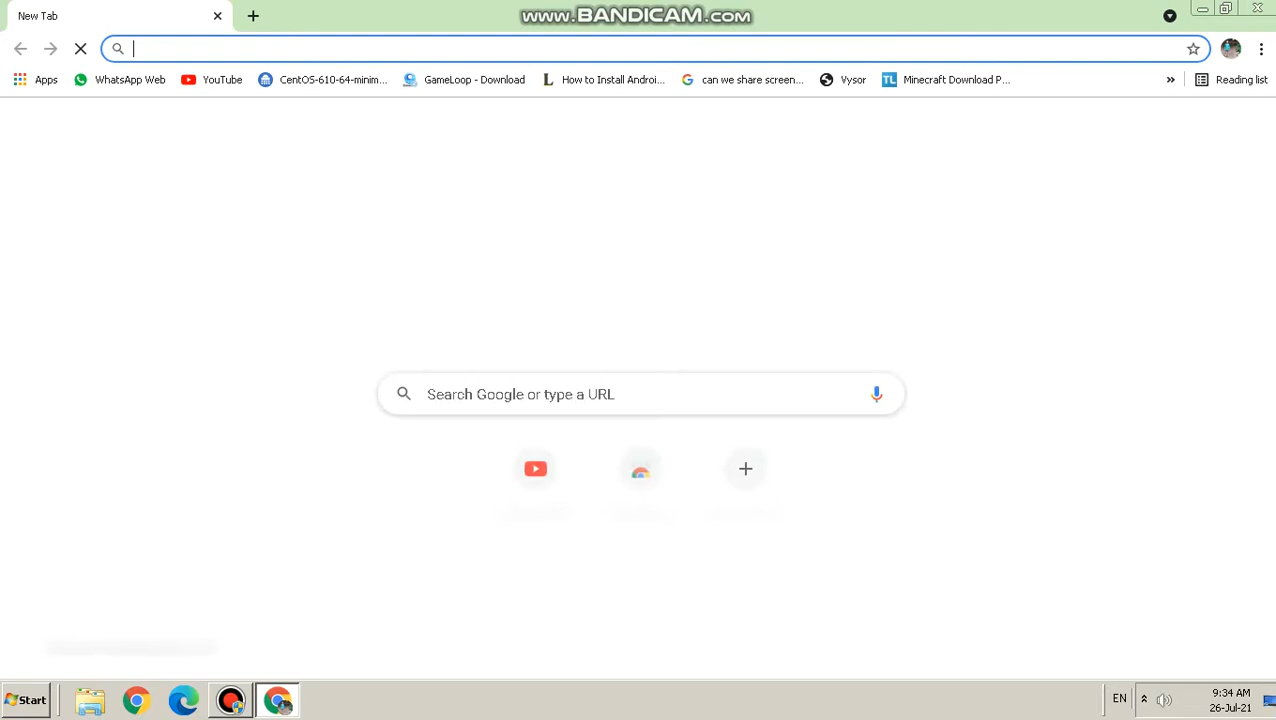 New Tab
www.BANDICAM.com
Apps
WhatsApp Web
YouTube
CentOS-610-64-minim...
GameLoop - Download
How to Install Androi...
can we share screen...
Vysor
TL
Minecraft Download P...
»
Reading list
Search Google or type a URL
Start
EN
9:34 AM
26-Jul-21